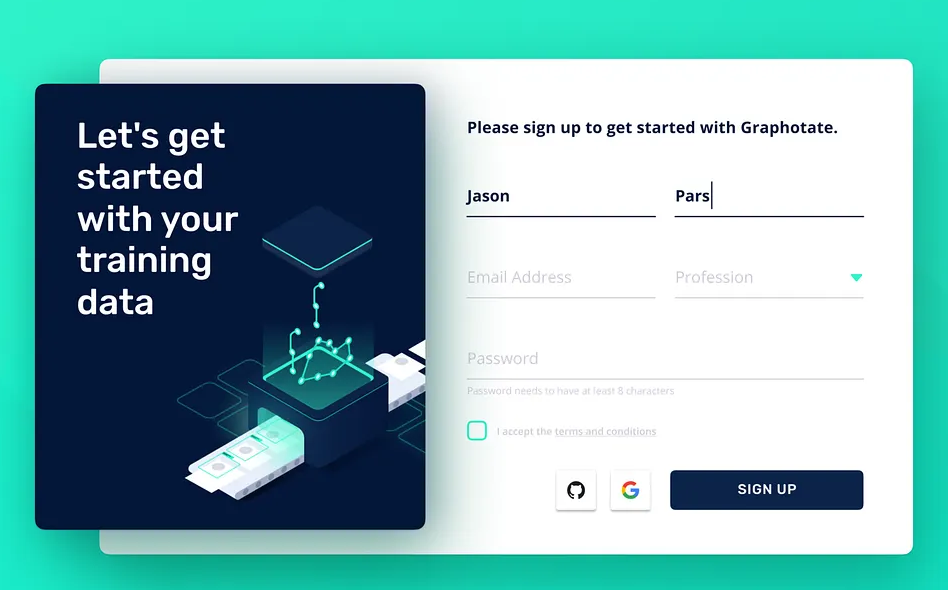 Let's get
started
with your
training
data
Please sign up to get started with Graphotate.
Jason
Pars
Email Address
Profession
Password
Password needs to have at least 8 characters
I accept the terms and conditions
SIGN UP